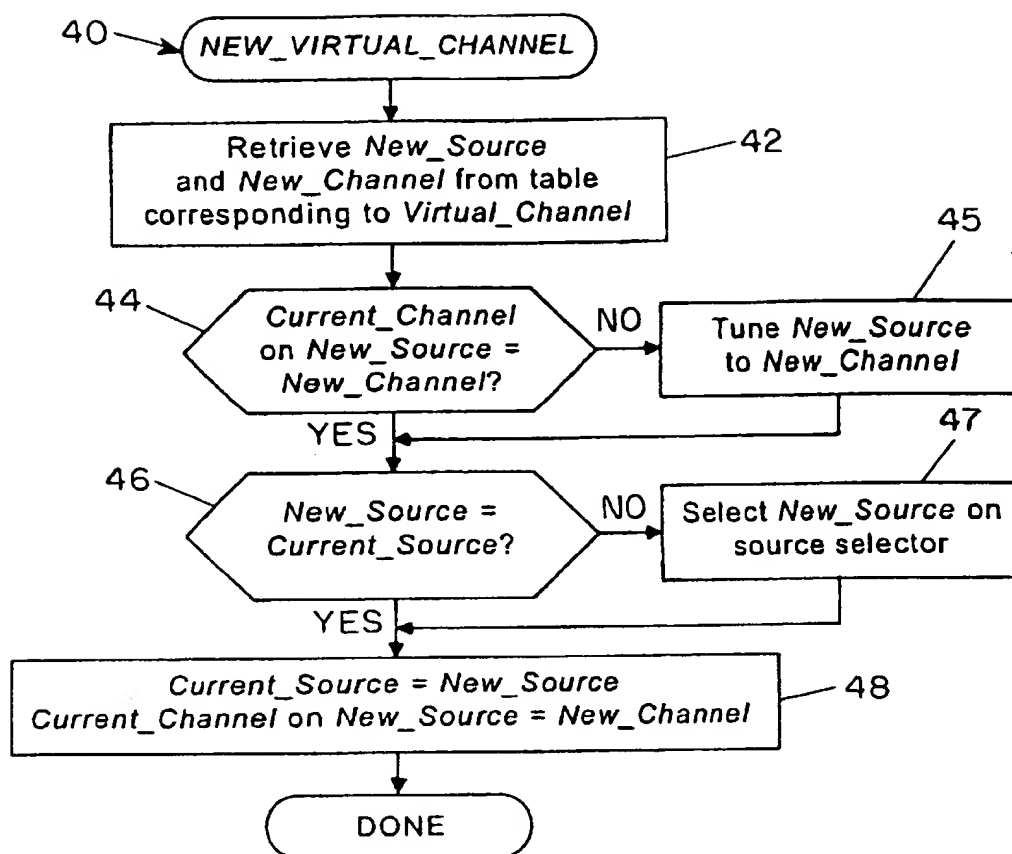 40
NEW_VIRTUAL_CHANNEL
Retrieve New_Source
and New_Channel from table
corresponding to Virtual_Channel
42
44
Current_Channel
on New_Source =
New_Channel?
NO
45
Tune New_Source
to New_Channel
YES
46
New_Source =
Current_Source?
NO
47
Select New_Source on
source selector
YES
Current_Source = New_Source
Current_Channel on New_Source = New_Channel
48
DONE